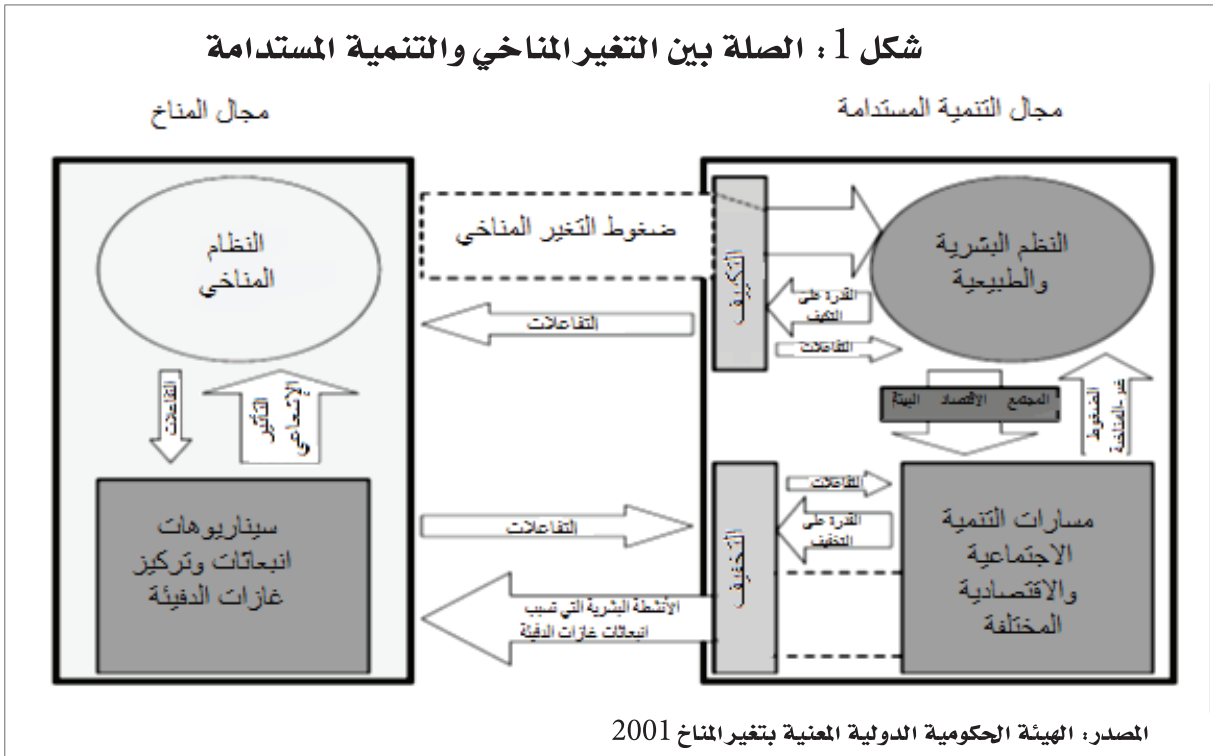 شكل 1: الصلة بين التغير المناخي والتنمية المستدامة
مجال التنمية المستدامة
مجال المناخ
النظم البشرية
والطبيعية
التكييف
القدرة على
التكيف
التفاعلات
ضغوط التغير المناخي
التفاعلات
النظام
المناخي
المجتمع الاقتصاد البيئة
الضغوط
غير-المناخية
التأثير
الإشعاعي
التفاعلات
مسارات التنمية
الاجتماعية
والاقتصادية
المختلفة
التفاعلات
القدرة على
التخفيف
التخفيف
التفاعلات
الأنشطة البشرية التي تسبب
انبعاثات غازات الدفيئة
سيناريوهات
انبعاثات وتركيز
غازات الدفيئة
المصدر: الهيئة الحكومية الدولية المعنية بتغير المناخ 2001